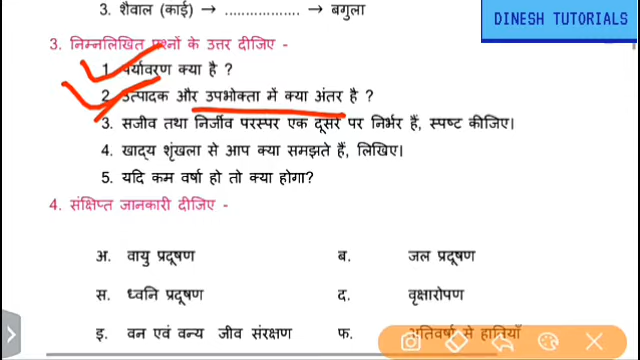 3. शैवाल (काई) → .................. → बगुला
DINESH TUTORIALS
3. निम्नलिखित प्रश्नों के उत्तर दीजिए -
1. पर्यावरण क्या है ?
2. उत्पादक और उपभोक्ता में क्या अंतर है ?
3. सजीव तथा निर्जीव परस्पर एक दूसरे पर निर्भर हैं, स्पष्ट कीजिए।
4. खाद्य शृंखला से आप क्या समझते हैं, लिखिए।
5. यदि कम वर्षा हो तो क्या होगा?
4. संक्षिप्त जानकारी दीजिए -
अ. वायु प्रदूषण ब. जल प्रदूषण
स. ध्वनि प्रदूषण द. वृक्षारोपण
इ. वन एवं वन्य जीव संरक्षण फ. अतिवर्षा से हानियाँ